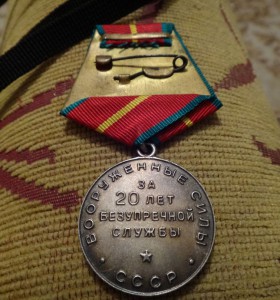 ВООРУЖЕННЫЕ СИЛЫ
ЗА
20 ЛЕТ
БЕЗУПРЕЧНОЙ
СЛУЖБЫ
СССР